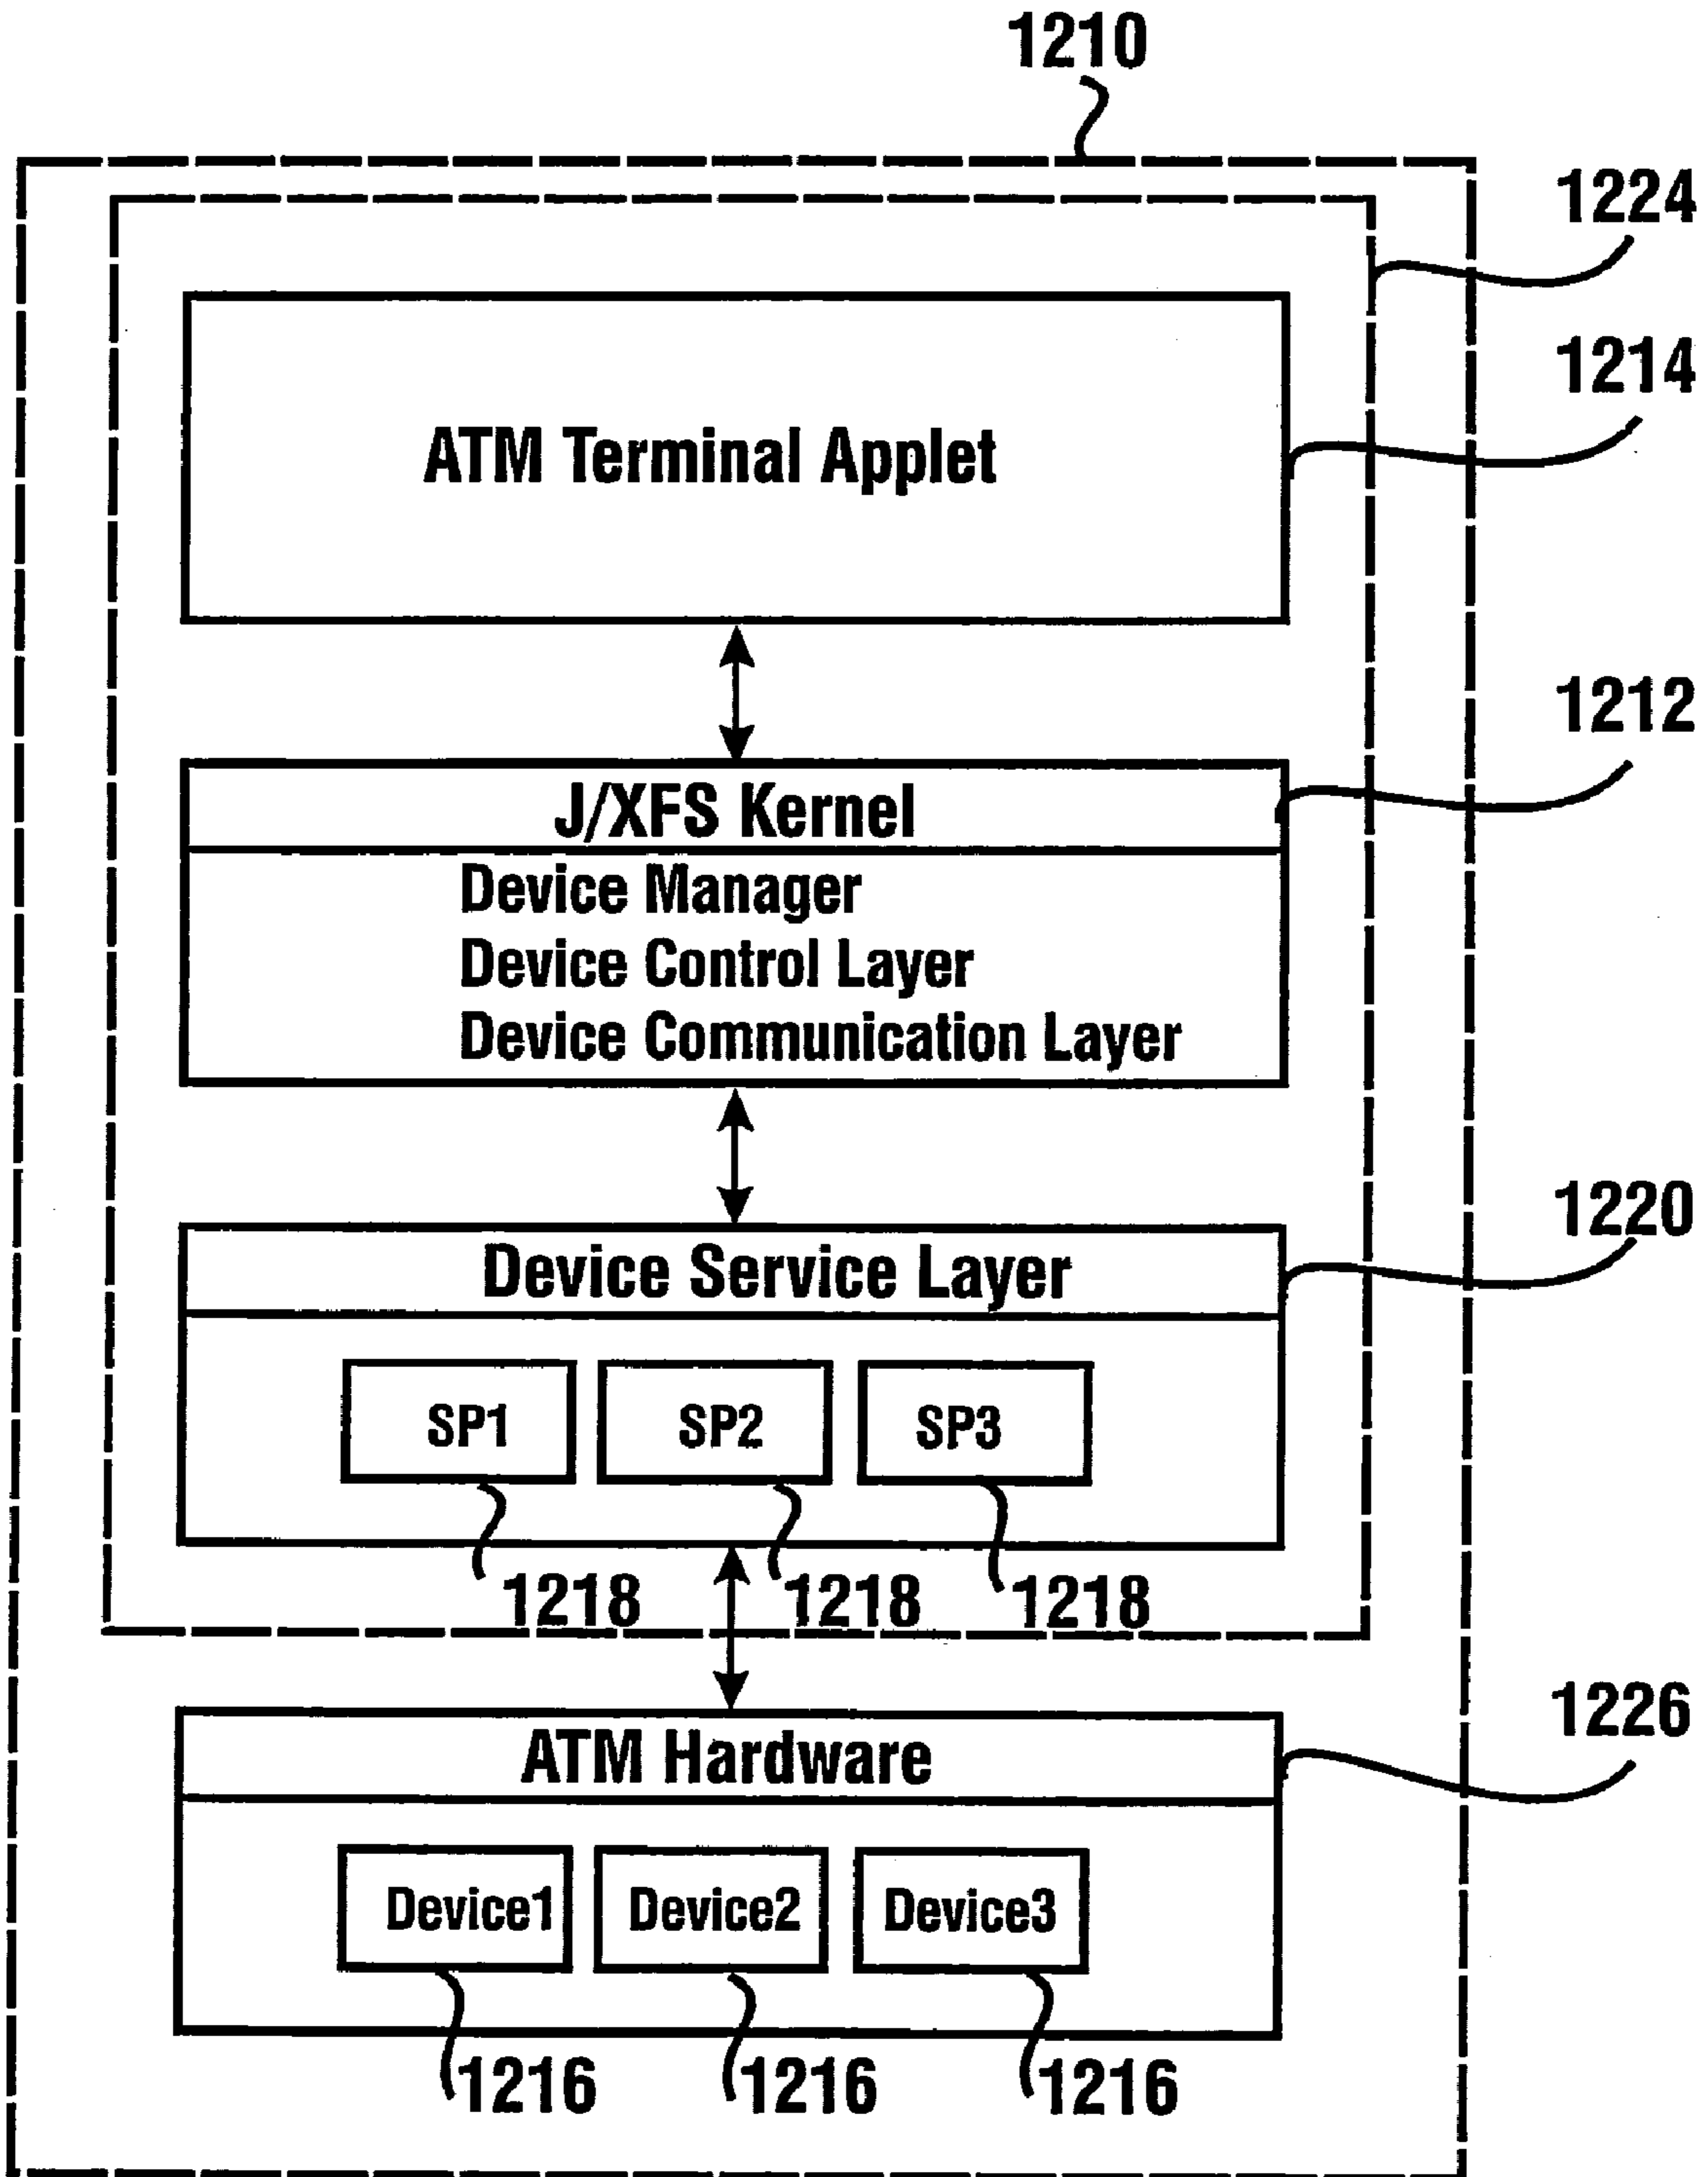 1210
1224
ATM Terminal Applet
1214
1212
J/XFS Kernel
Device Manager
Device Control Layer
Device Communication Layer
1220
Device Service Layer
SP1 SP2 SP3
1218 1218 1218
1226
ATM Hardware
Device1 Device2 Device3
1216 1216 1216